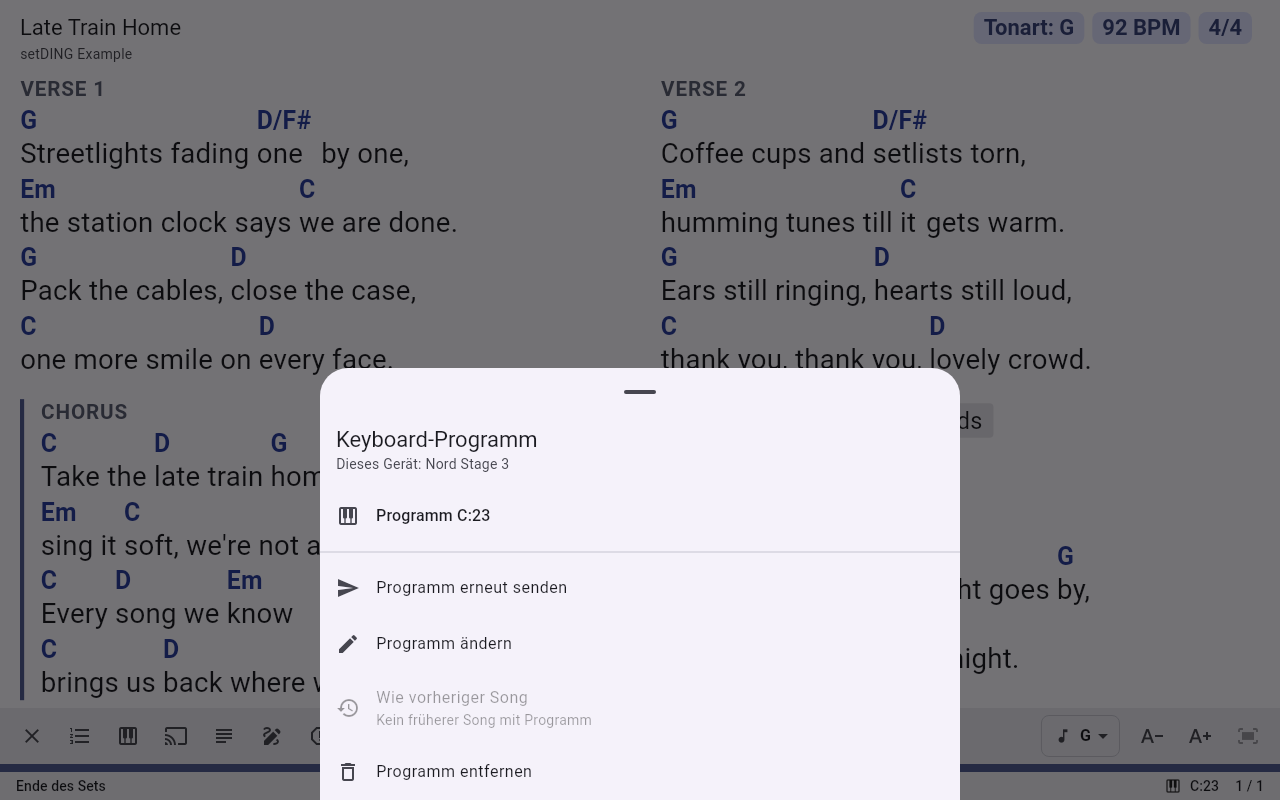 Late Train Home
setDING Example
Tonart: G
92 BPM
4/4
VERSE 1
G D/F#
Streetlights fading one by one,
Em C
the station clock says we are done.
G D
Pack the cables, close the case,
C D
one more smile on every face.
CHORUS
C D G
Take the late train hom
Em C
sing it soft, we're not a
C D Em
Every song we know
C D
brings us back where
VERSE 2
G D/F#
Coffee cups and setlists torn,
Em C
humming tunes till it gets warm.
G D
Ears still ringing, hearts still loud,
C D
thank you, thank you, lovely crowd.
ds
G
ht goes by,
night.
Keyboard-Programm
Dieses Gerät: Nord Stage 3
Programm C:23
Programm erneut senden
Programm ändern
Wie vorheriger Song
Kein früherer Song mit Programm
Programm entfernen
G
A−
A+
Ende des Sets
C:23
1 / 1